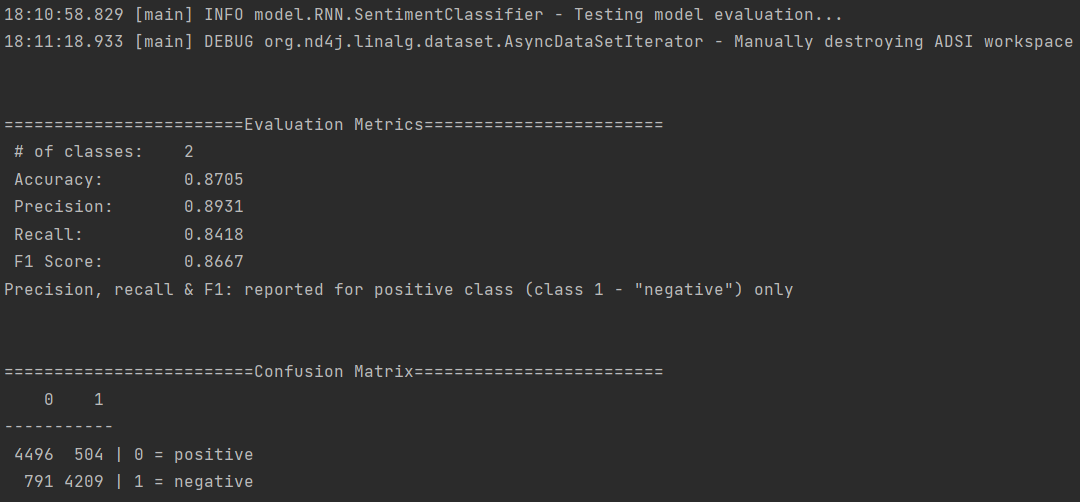 18:10:58.829 [main] INFO model.RNN.SentimentClassifier - Testing model evaluation...
18:11:18.933 [main] DEBUG org.nd4j.linalg.dataset.AsyncDataSetIterator - Manually destroying ADSI workspace
========================Evaluation Metrics========================
# of classes:    2
Accuracy:        0.8705
Precision:       0.8931
Recall:          0.8418
F1 Score:        0.8667
Precision, recall & F1: reported for positive class (class 1 - "negative") only
=========================Confusion Matrix=========================
0    1
-----------
4496  504 | 0 = positive
791 4209 | 1 = negative